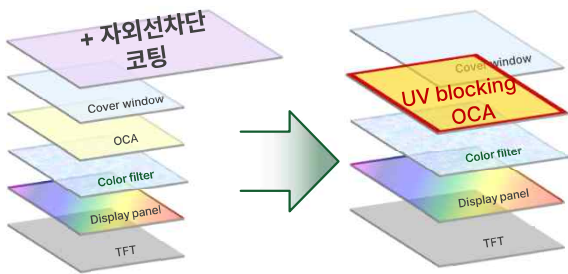 + 자외선차단
코팅
Cover window
OCA
Color filter
Display panel
TFT
Cover window
UV blocking
OCA
Color filter
Display panel
TFT